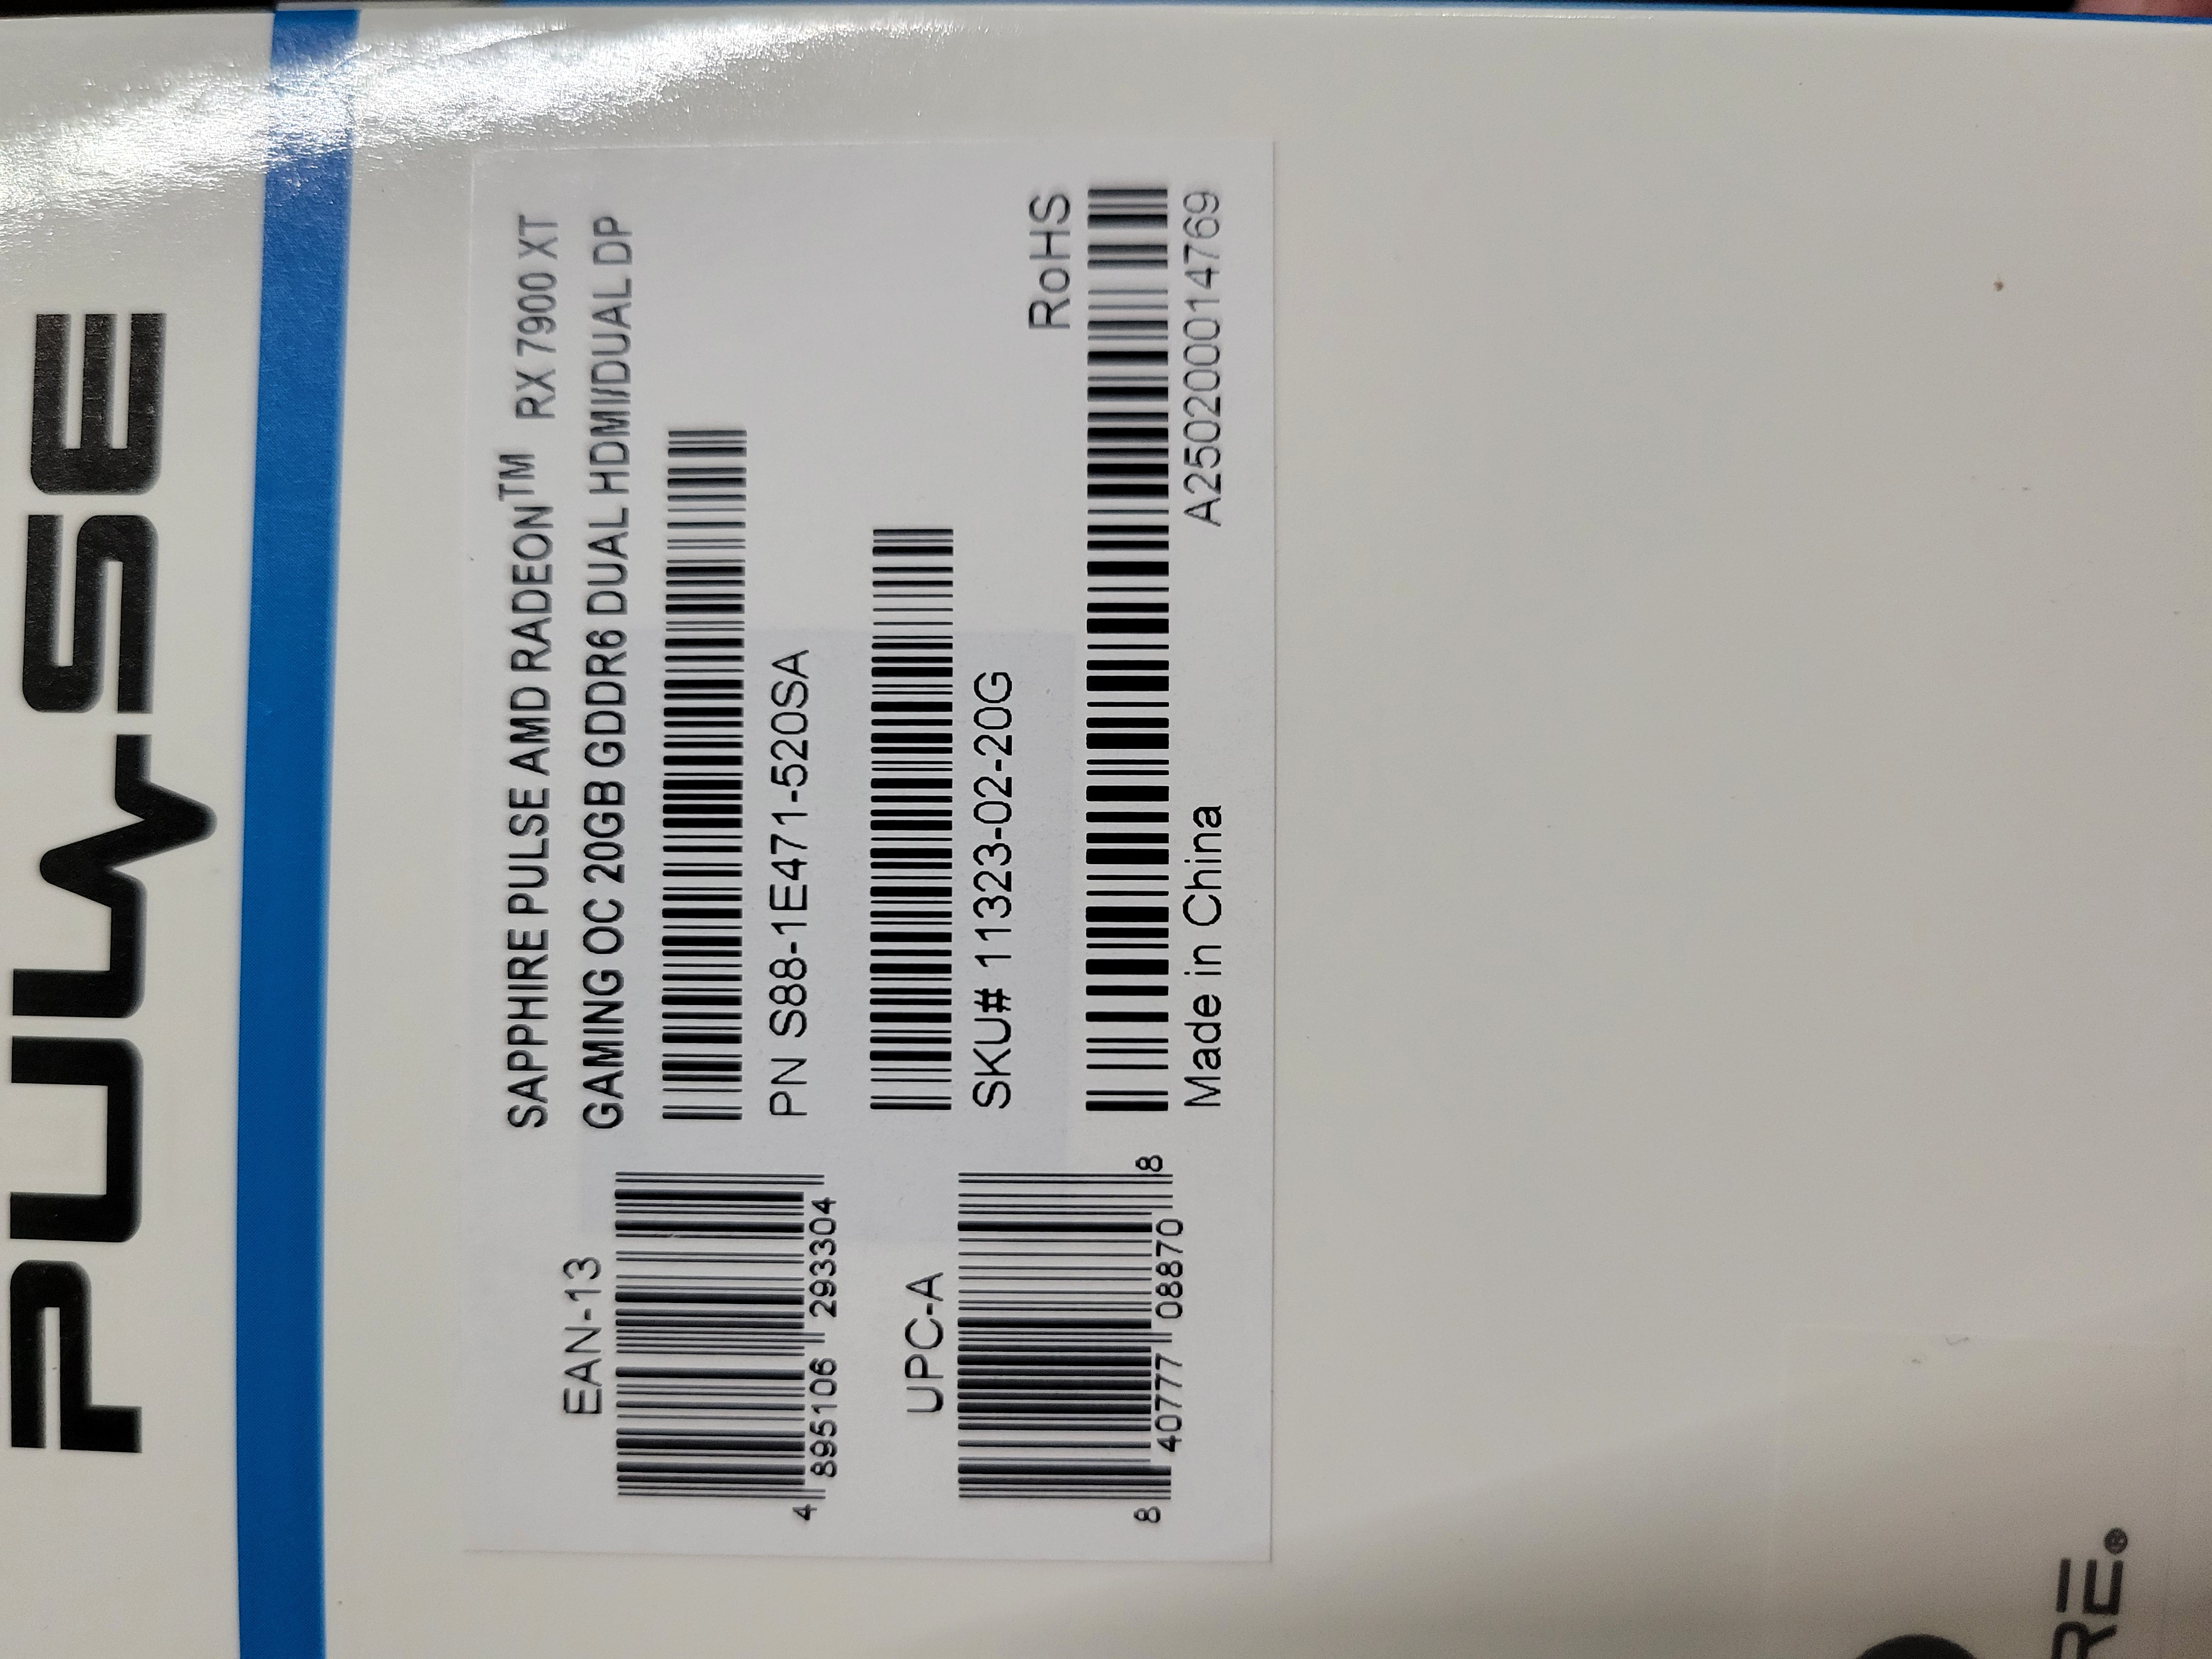 PULSE
SAPPHIRE PULSE AMD RADEON™ RX 7900 XT
GAMING OC 20GB GDDR6 DUAL HDMI/DUAL DP
EAN-13
4 895106 293304
PN S88-1E471-520SA
UPC-A
8 40777 08870 8
SKU# 11323-02-20G
RoHS
Made in China
A250200014769
RE®